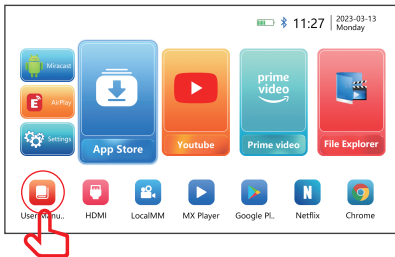 11:27
2023-03-13
Monday
Miracast
AirPlay
Settings
App Store
Youtube
prime
video
Prime video
File Explorer
User Manu..
HDMI
LocalMM
MX Player
Google Pl..
Netflix
Chrome